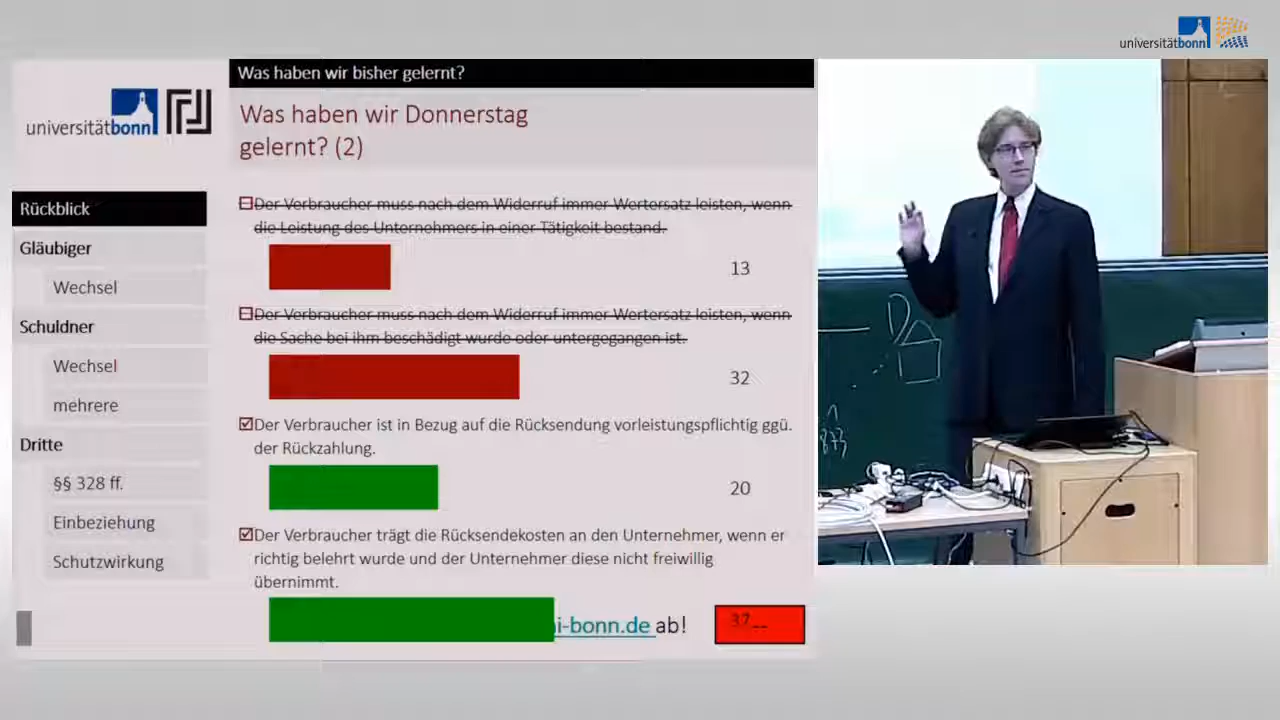 universitätbonn
Was haben wir bisher gelernt?
universitätbonn
Was haben wir Donnerstag
gelernt? (2)
Rückblick
Gläubiger
Wechsel
Schuldner
Wechsel
mehrere
Dritte
§§ 328 ff.
Einbeziehung
Schutzwirkung
Der Verbraucher muss nach dem Widerruf immer Wertersatz leisten, wenn
die Leistung des Unternehmers in einer Tätigkeit bestand.
13
Der Verbraucher muss nach dem Widerruf immer Wertersatz leisten, wenn
die Sache bei ihm beschädigt wurde oder untergegangen ist.
32
Der Verbraucher ist in Bezug auf die Rücksendung vorleistungspflichtig ggü.
der Rückzahlung.
20
Der Verbraucher trägt die Rücksendekosten an den Unternehmer, wenn er
richtig belehrt wurde und der Unternehmer diese nicht freiwillig
übernimmt.
i-bonn.de ab!
37
D
873